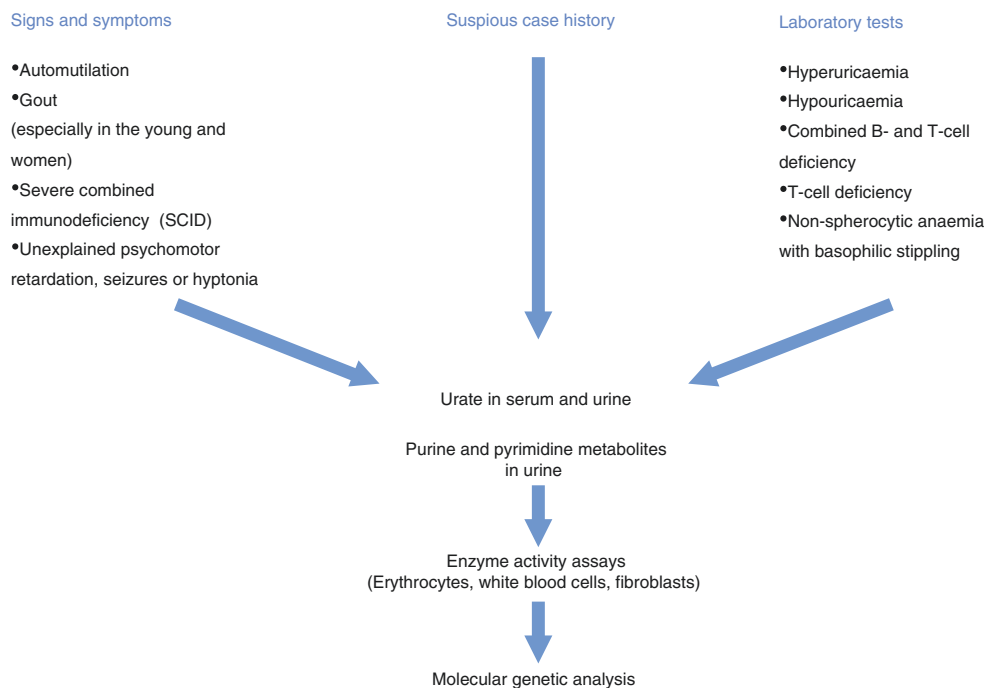 Signs and symptoms
•Automutilation
•Gout
(especially in the young and
women)
•Severe combined
immunodeficiency (SCID)
•Unexplained psychomotor
retardation, seizures or hyptonia
Suspicious case history
Laboratory tests
•Hyperuricaemia
•Hypouricaemia
•Combined B- and T-cell
deficiency
•T-cell deficiency
•Non-spherocytic anaemia
with basophilic stippling
Urate in serum and urine
Purine and pyrimidine metabolites
in urine
Enzyme activity assays
(Erythrocytes, white blood cells, fibroblasts)
Molecular genetic analysis